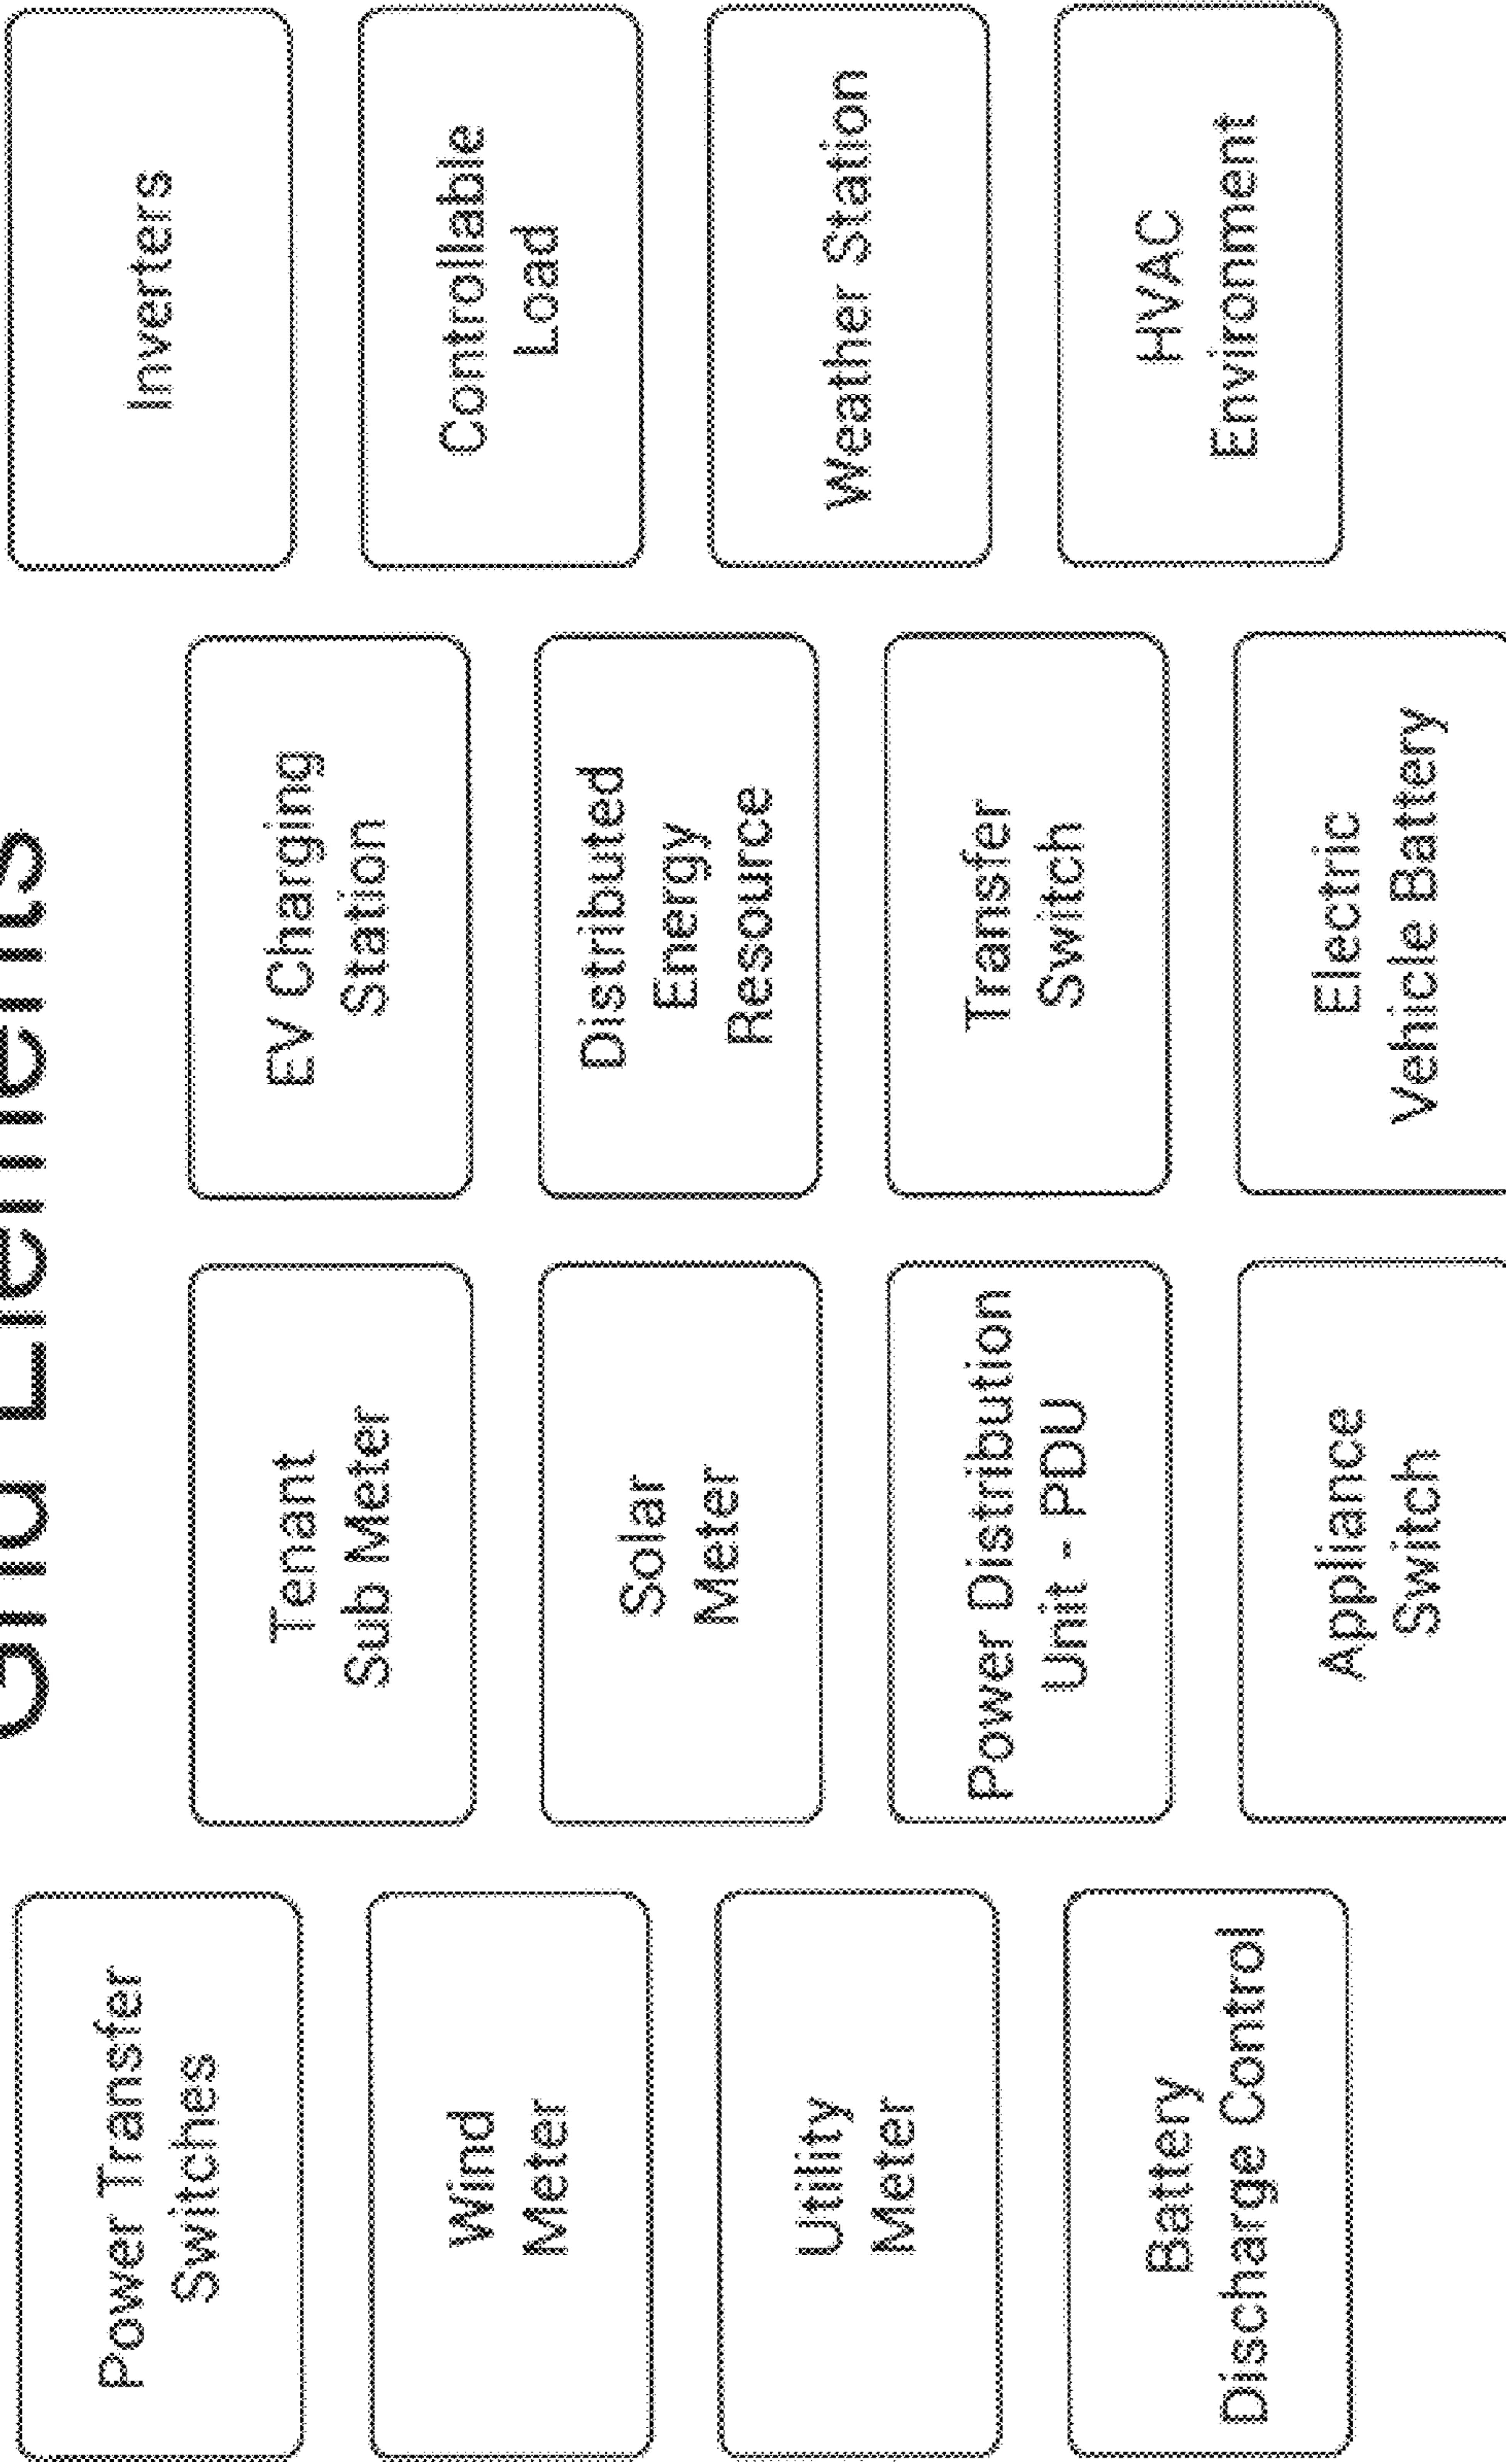 Grid Elements
Power Transfer
Switches
Wind
Meter
Utility
Meter
Battery
Discharge Control
Tenant
Sub Meter
Solar
Meter
Power Distribution
Unit - PDU
Appliance
Switch
EV Charging
Station
Distributed
Energy
Resource
Transfer
Switch
Electric
Vehicle Battery
Inverters
Controllable
Load
Weather Station
HVAC
Environment